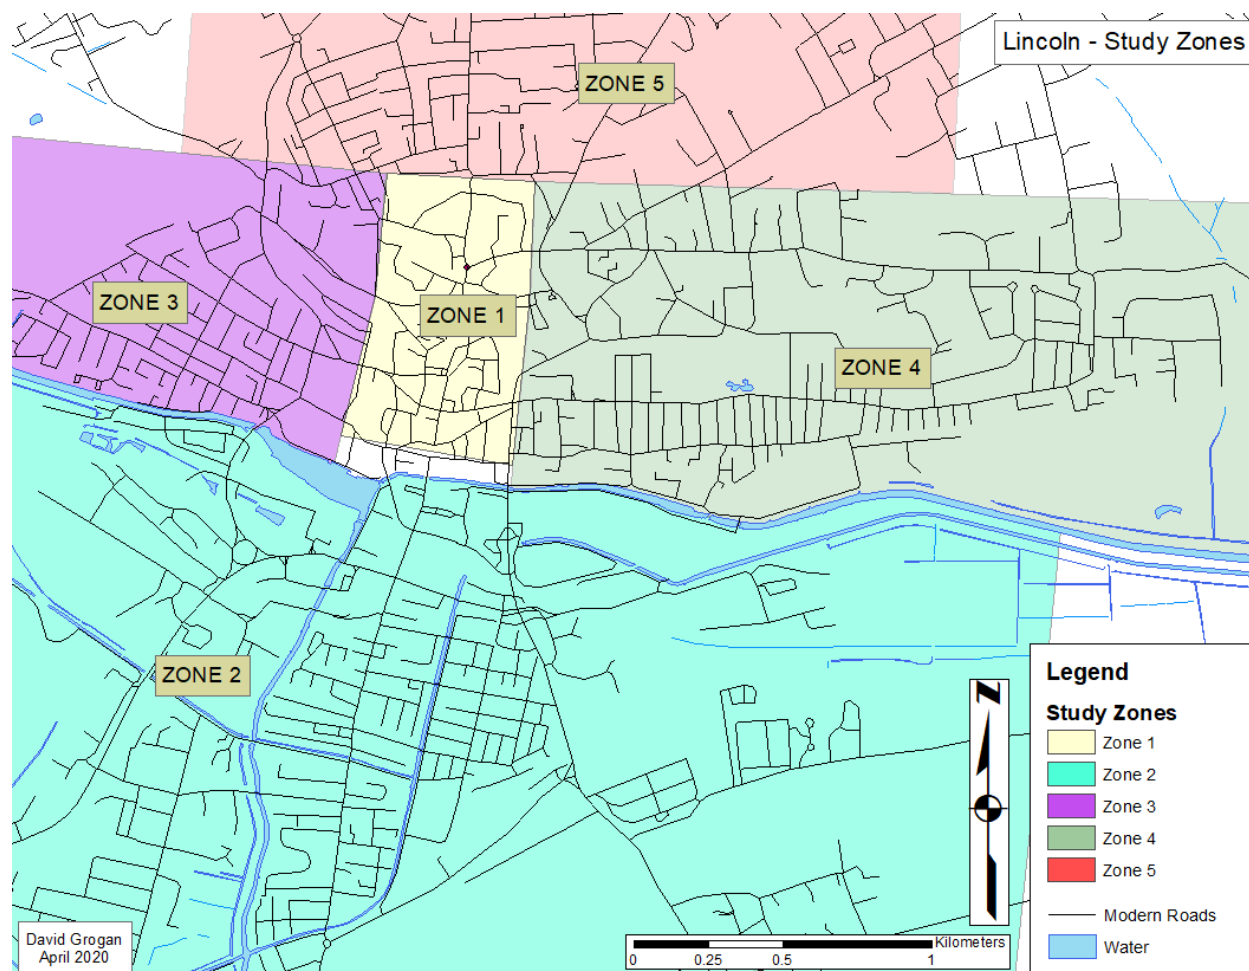 Lincoln - Study Zones
ZONE 5
ZONE 3
ZONE 1
ZONE 4
ZONE 2
N
Legend
Study Zones
Zone 1
Zone 2
Zone 3
Zone 4
Zone 5
Modern Roads
Water
David Grogan
April 2020
Kilometers
0 0.25 0.5 1